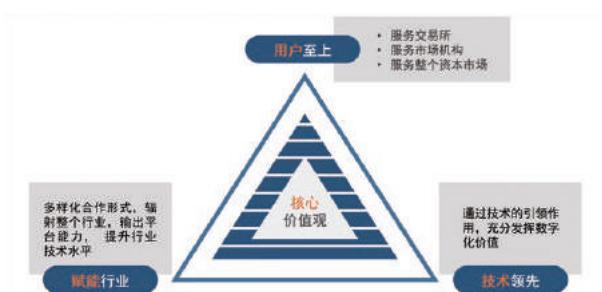 用户至上
• 服务交易所
• 服务市场机构
• 服务整个资本市场
核心
价值观
多样化合作形式，辐
射整个行业，输出平
台能力， 提升行业
技术水平
赋能行业
通过技术的引领作
用，充分发挥数字
化价值
技术领先